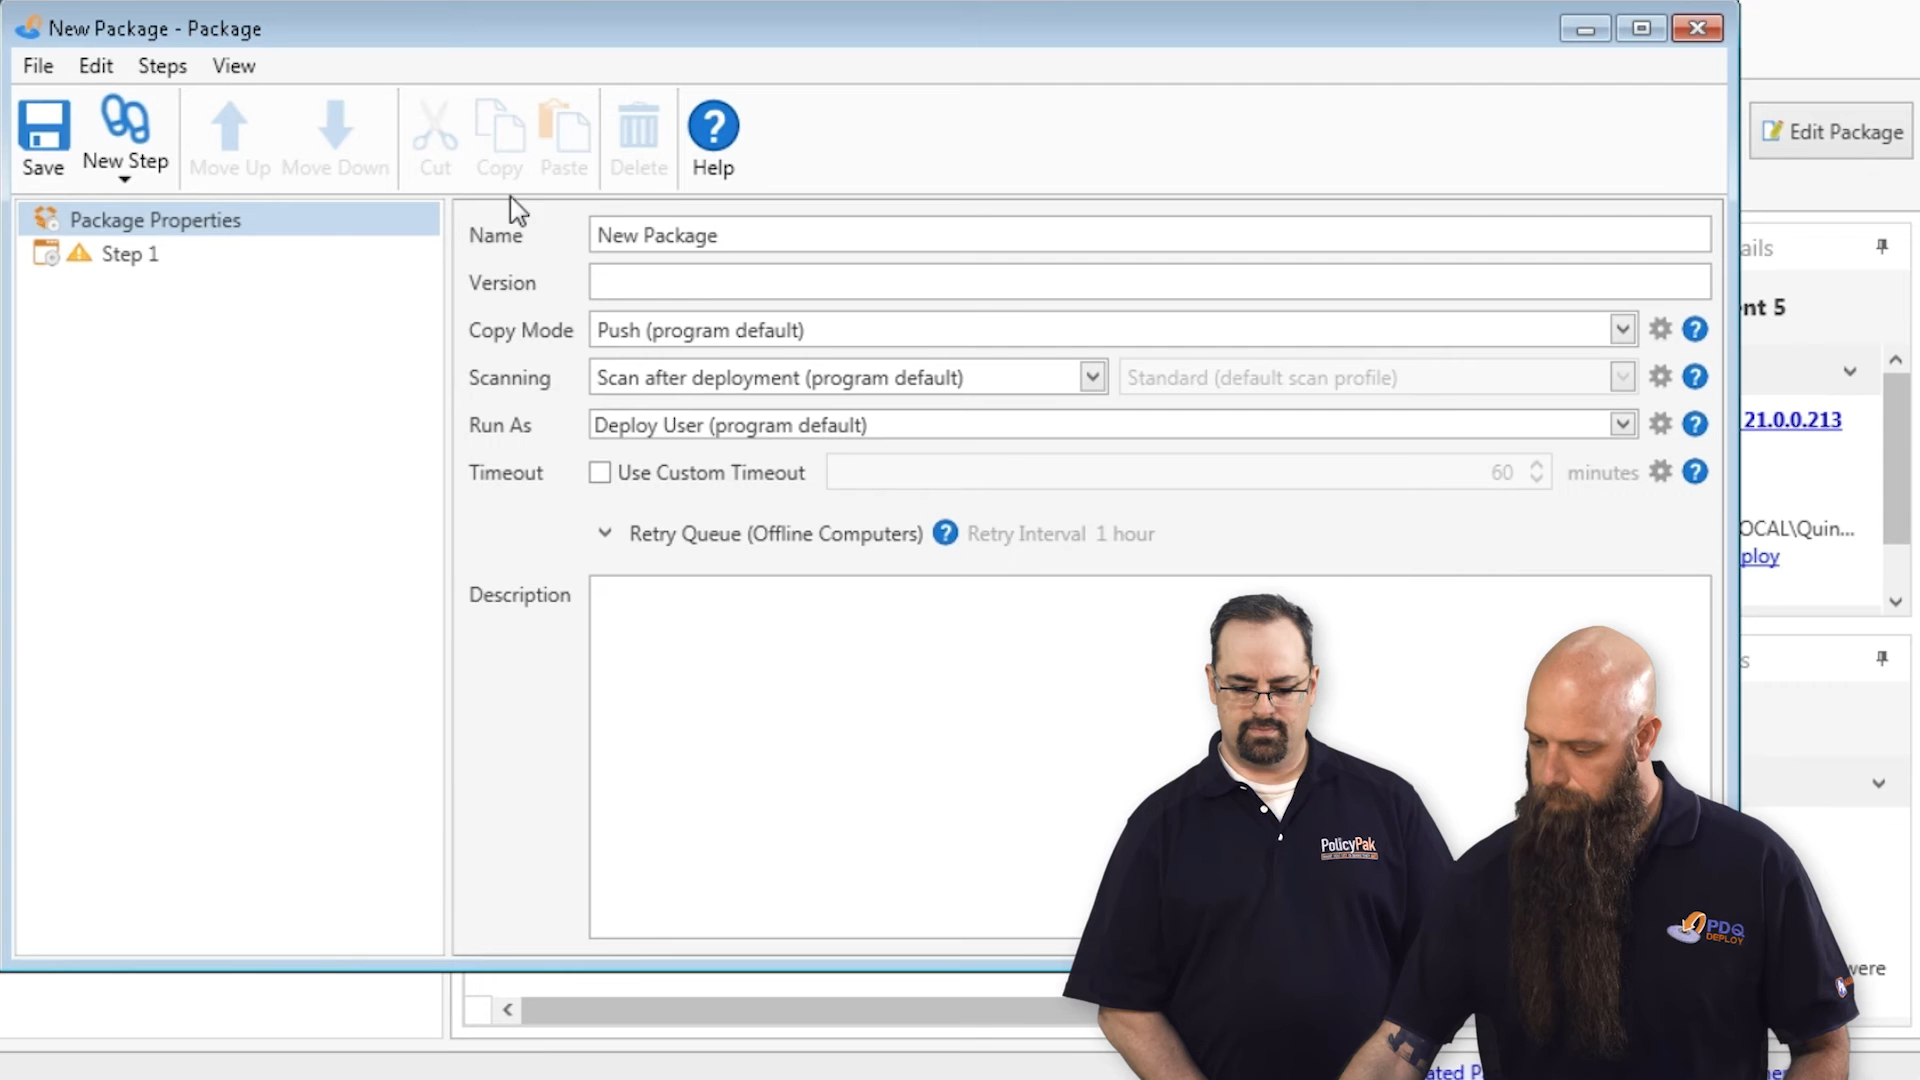 New Package - Package
File Edit Steps View
Save New Step Move Up Move Down Cut Copy Paste Delete Help
Edit Package
Package Properties
Step 1
Name New Package
Version
Copy Mode Push (program default)
Scanning Scan after deployment (program default) Standard (default scan profile)
Run As Deploy User (program default)
Timeout Use Custom Timeout 60 minutes
Retry Queue (Offline Computers) Retry Interval 1 hour
Description
ails
nt 5
21.0.0.213
OCAL\Quin...
ploy
s
PolicyPak
PDQ
DEPLOY
were
ated P